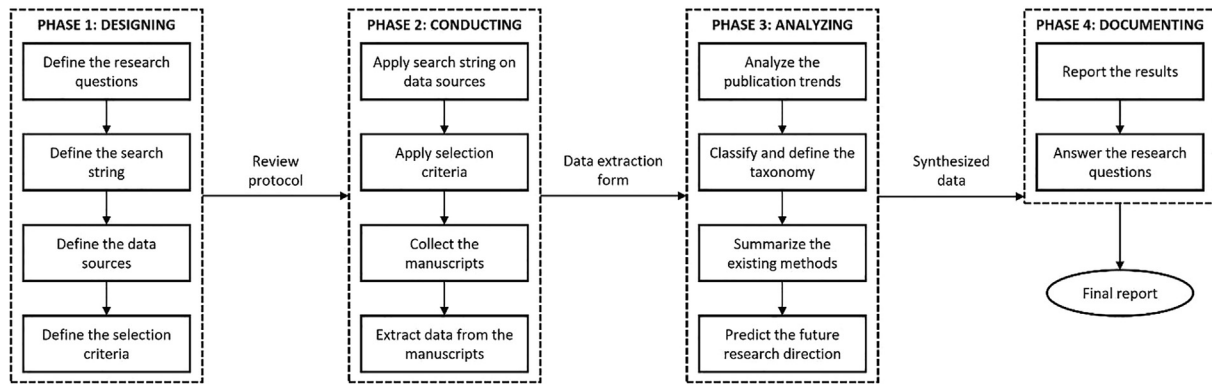 PHASE 1: DESIGNING
Define the research
questions
Define the search
string
Define the data
sources
Define the selection
criteria
Review
protocol
PHASE 2: CONDUCTING
Apply search string on
data sources
Apply selection
criteria
Collect the
manuscripts
Extract data from the
manuscripts
Data extraction
form
PHASE 3: ANALYZING
Analyze the
publication trends
Classify and define the
taxonomy
Summarize the
existing methods
Predict the future
research direction
Synthesized
data
PHASE 4: DOCUMENTING
Report the results
Answer the research
questions
Final report